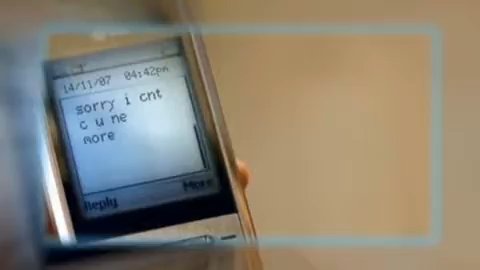 14/11/07 04:42pm
sorry i cnt
c u ne
more
More
Reply